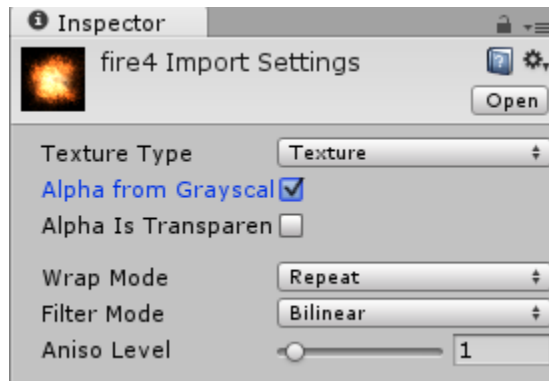 Inspector
fire4 Import Settings
Open
Texture Type Texture
Alpha from Grayscal
Alpha Is Transparen
Wrap Mode Repeat
Filter Mode Bilinear
Aniso Level 1